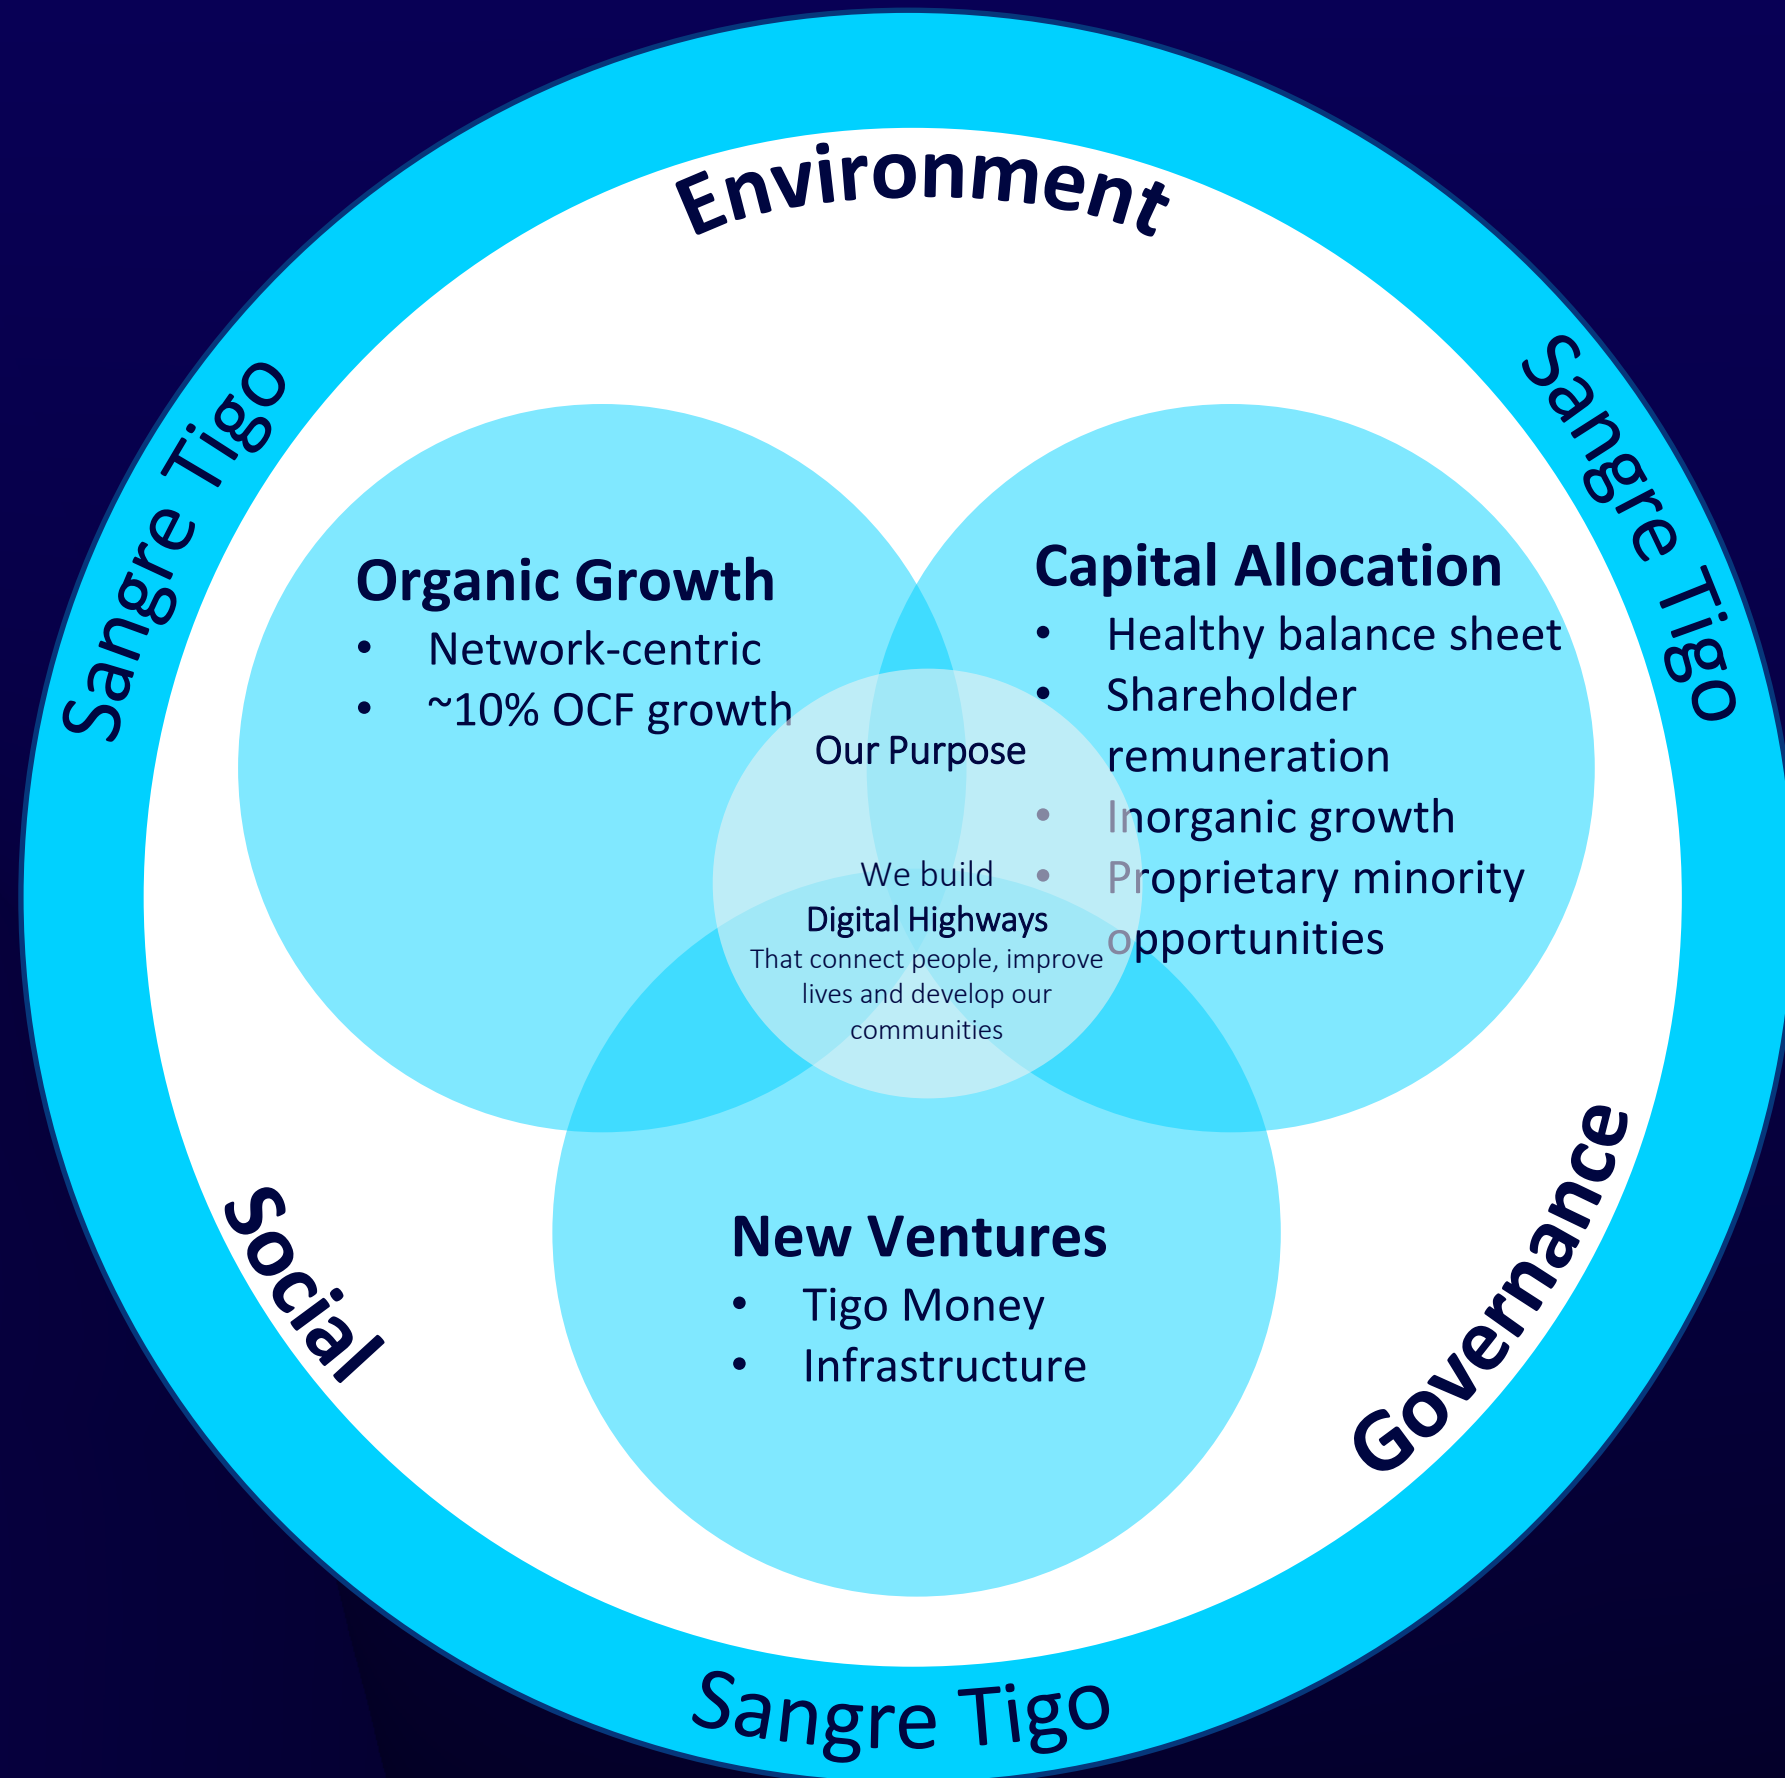 Environment
Sangre Tigo
Sangre Tigo
Organic Growth
• Network-centric
• ~10% OCF growth
Capital Allocation
• Healthy balance sheet
• Shareholder
remuneration
• Inorganic growth
• Proprietary minority
opportunities
Our Purpose
We build
Digital Highways
That connect people, improve
lives and develop our
communities
New Ventures
• Tigo Money
• Infrastructure
Social
Governance
Sangre Tigo